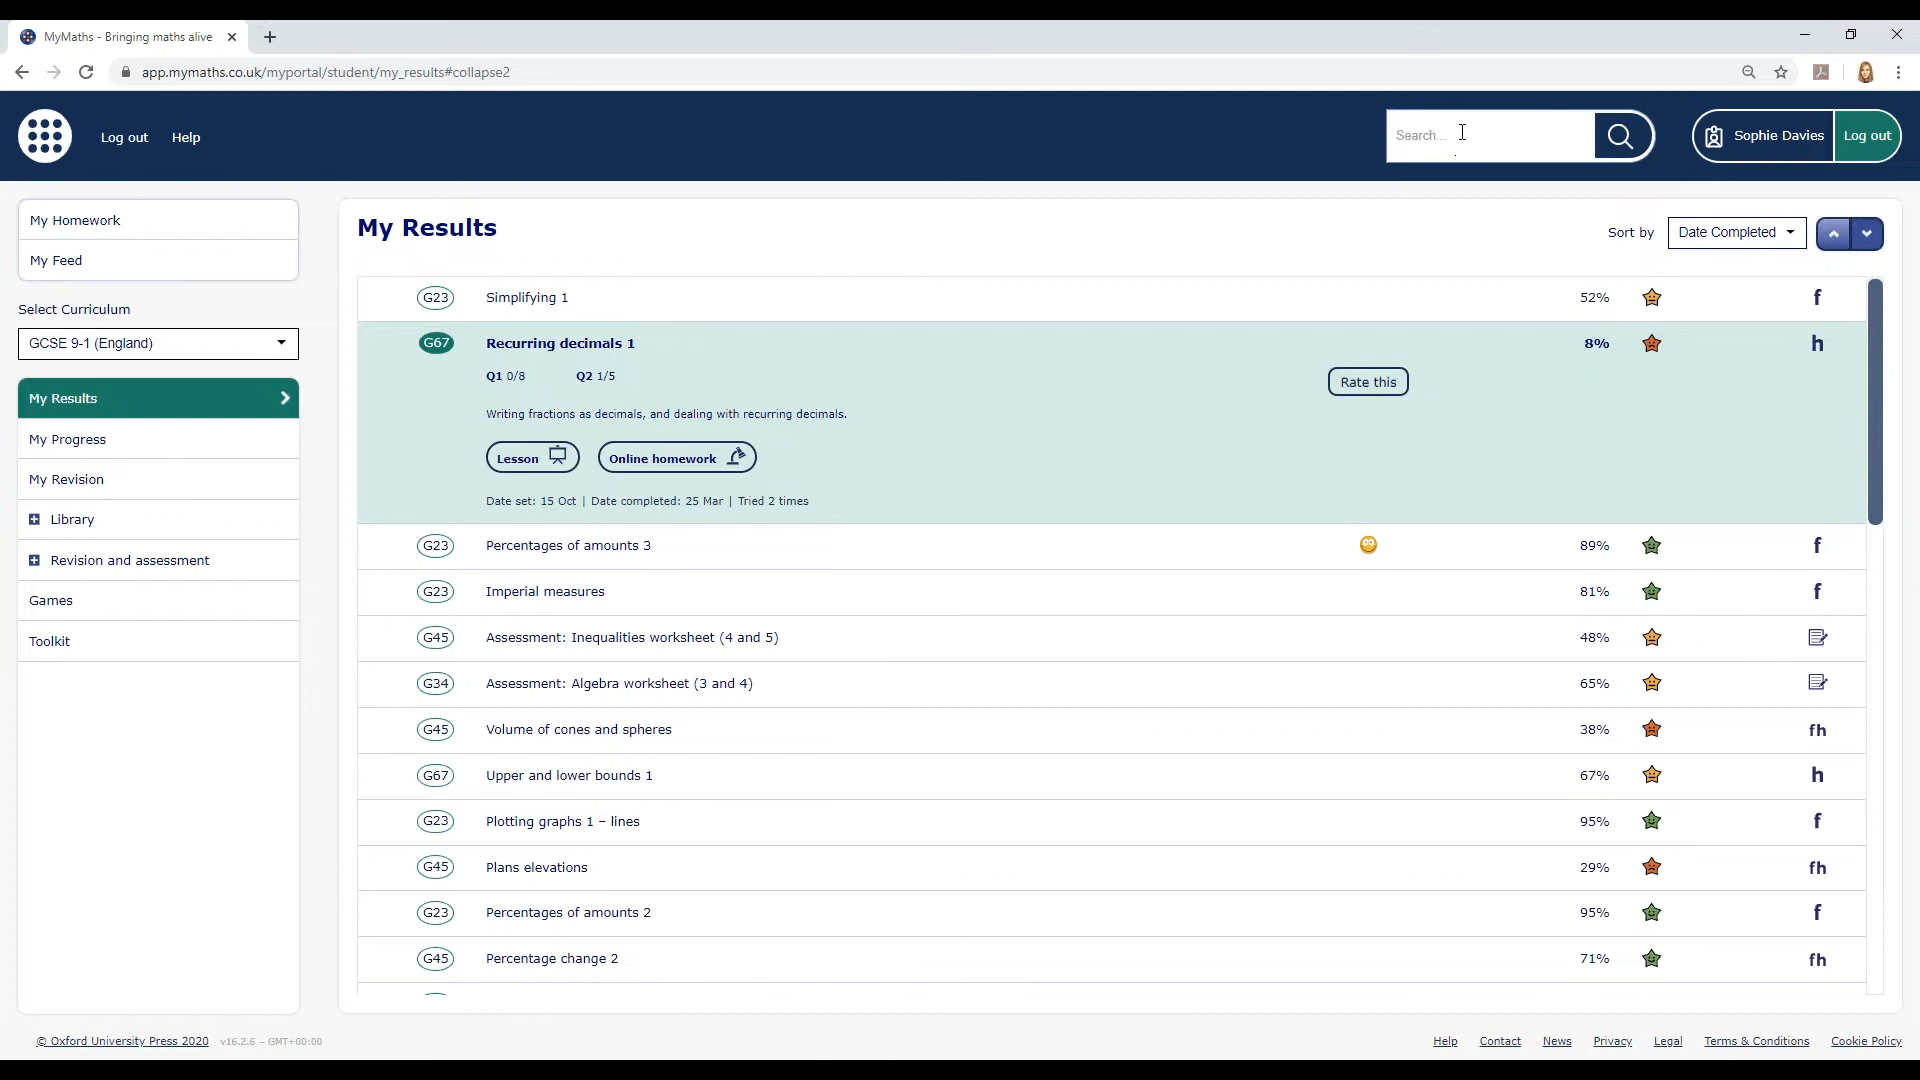 MyMaths - Bringing maths alive
app.mymaths.co.uk/myportal/student/my_results#collapse2
Log out Help
Search...
Sophie Davies Log out
My Homework
My Feed
Select Curriculum
GCSE 9-1 (England)
My Results
My Progress
My Revision
Library
Revision and assessment
Games
Toolkit
My Results
Sort by Date Completed
G23 Simplifying 1 52% f
G67 Recurring decimals 1 8% h
Q1 0/8 Q2 1/5
Rate this
Writing fractions as decimals, and dealing with recurring decimals.
Lesson Online homework
Date set: 15 Oct | Date completed: 25 Mar | Tried 2 times
G23 Percentages of amounts 3 89% f
G23 Imperial measures 81% f
G45 Assessment: Inequalities worksheet (4 and 5) 48%
G34 Assessment: Algebra worksheet (3 and 4) 65%
G45 Volume of cones and spheres 38% fh
G67 Upper and lower bounds 1 67% h
G23 Plotting graphs 1 – lines 95% f
G45 Plans elevations 29% fh
G23 Percentages of amounts 2 95% f
G45 Percentage change 2 71% fh
© Oxford University Press 2020 v16.2.6 – GMT+00:00
Help Contact News Privacy Legal Terms & Conditions Cookie Policy